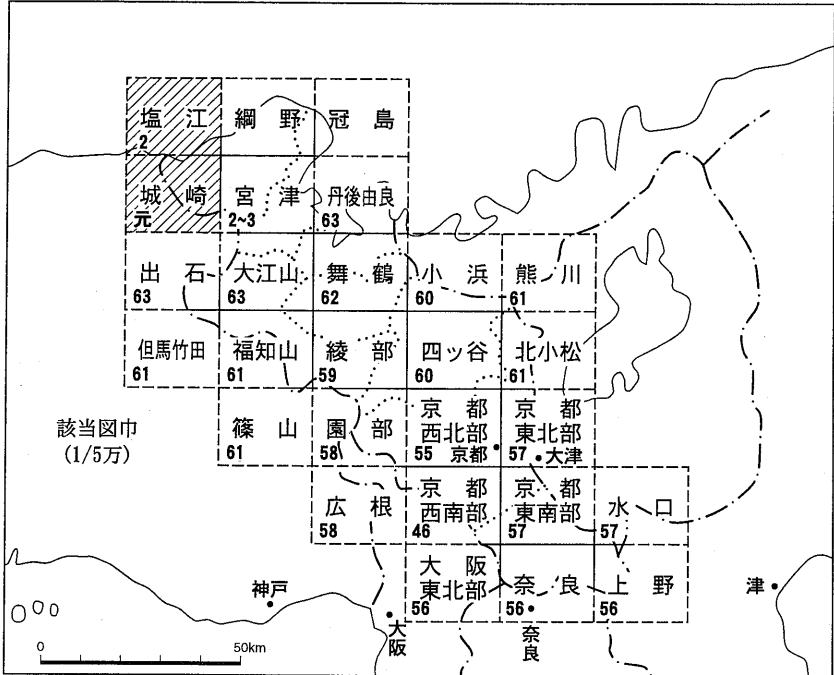 塩江 網野 冠島
2
城崎 宮津 丹後由良
元 2~3 63
出石 大江山 舞鶴 小浜 熊川
63 63 62 60 61
但馬竹田 福知山 綾部 四ッ谷 北小松
61 61 59 60 61
該当図巾
(1/5万)
篠山
61
園部
58
京都
西北部
55 京都
京都
東北部
57 大津
広根
58
京都
西南部
46
京都
東南部
57
水口
57
大阪
東北部
56
奈良
56
上野
56
神戸
大阪
奈良
津
0 50km